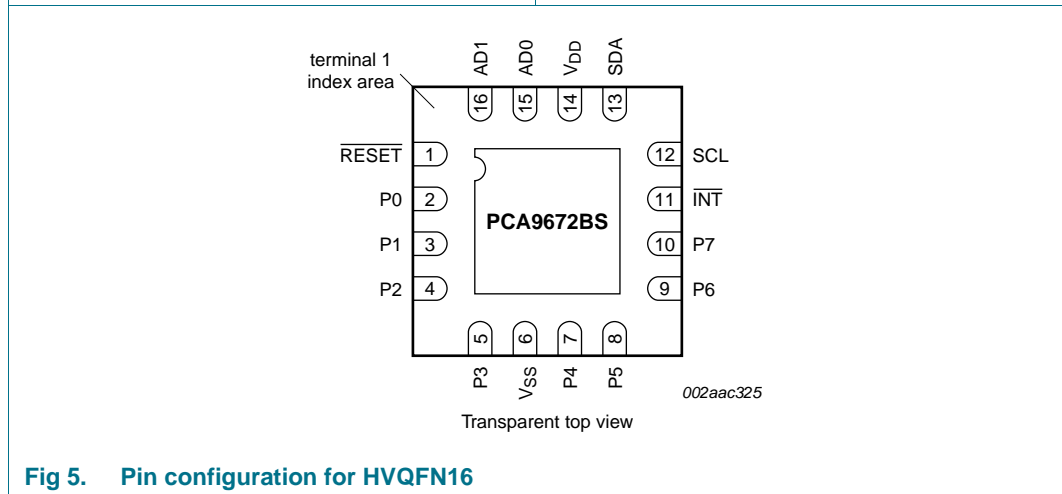 terminal 1
index area
AD1
AD0
VDD
SDA
16
15
14
13
RESET 1
12 SCL
P0 2
11 INT
PCA9672BS
P1 3
10 P7
P2 4
9 P6
5
6
7
8
P3
VSS
P4
P5
002aac325
Transparent top view
Fig 5. Pin configuration for HVQFN16